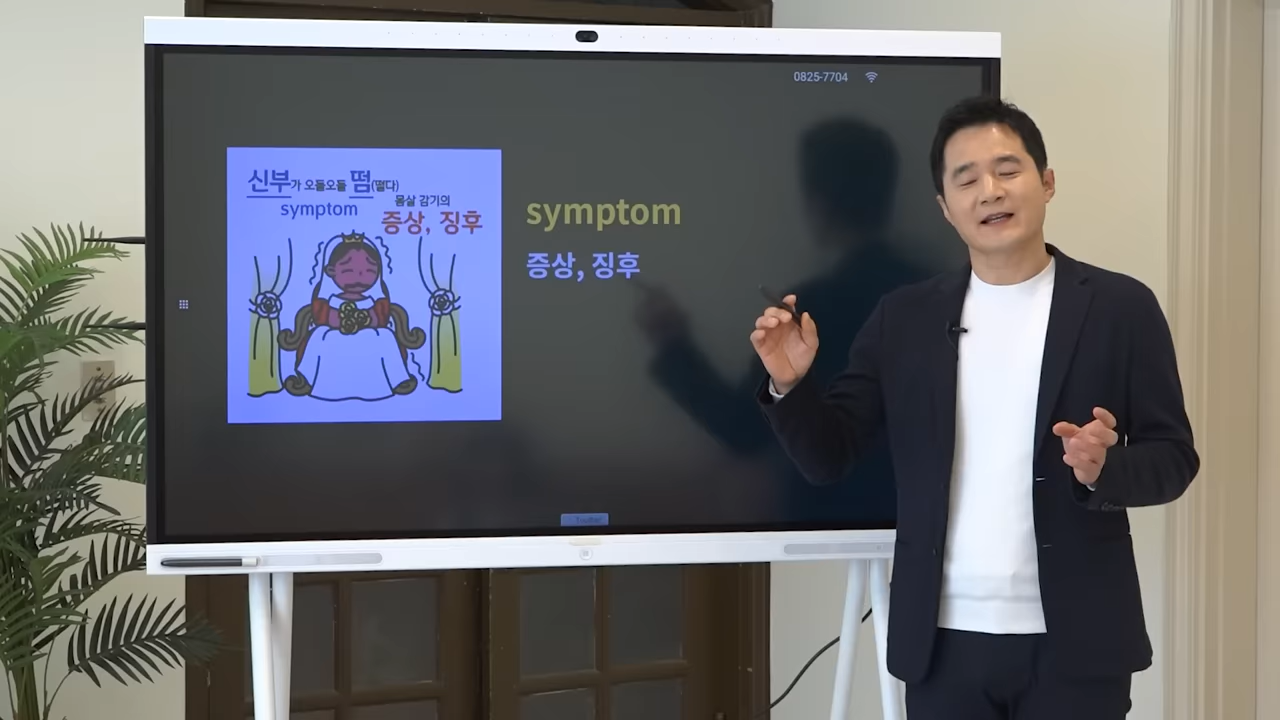 0825-7704
신부가 오들오들 떰(떨다)
symptom
몸살 감기의
증상, 징후
symptom
증상, 징후